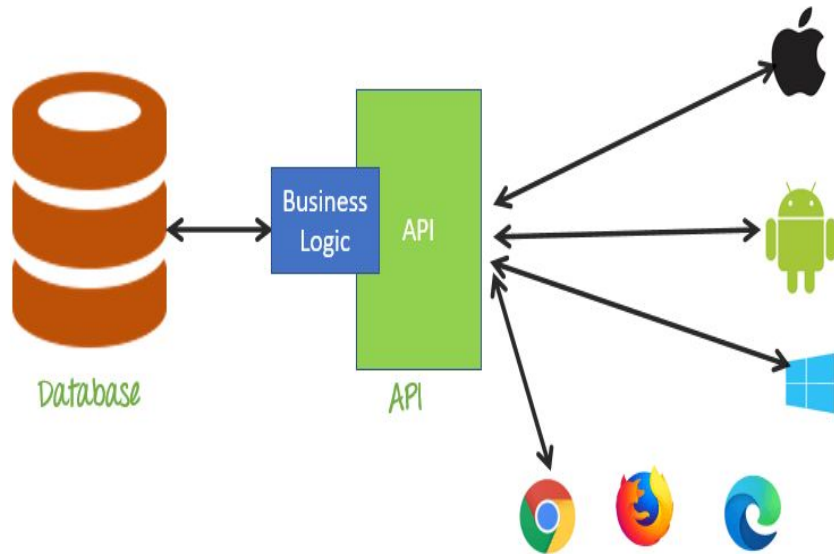 Business
Logic
API
Database
API